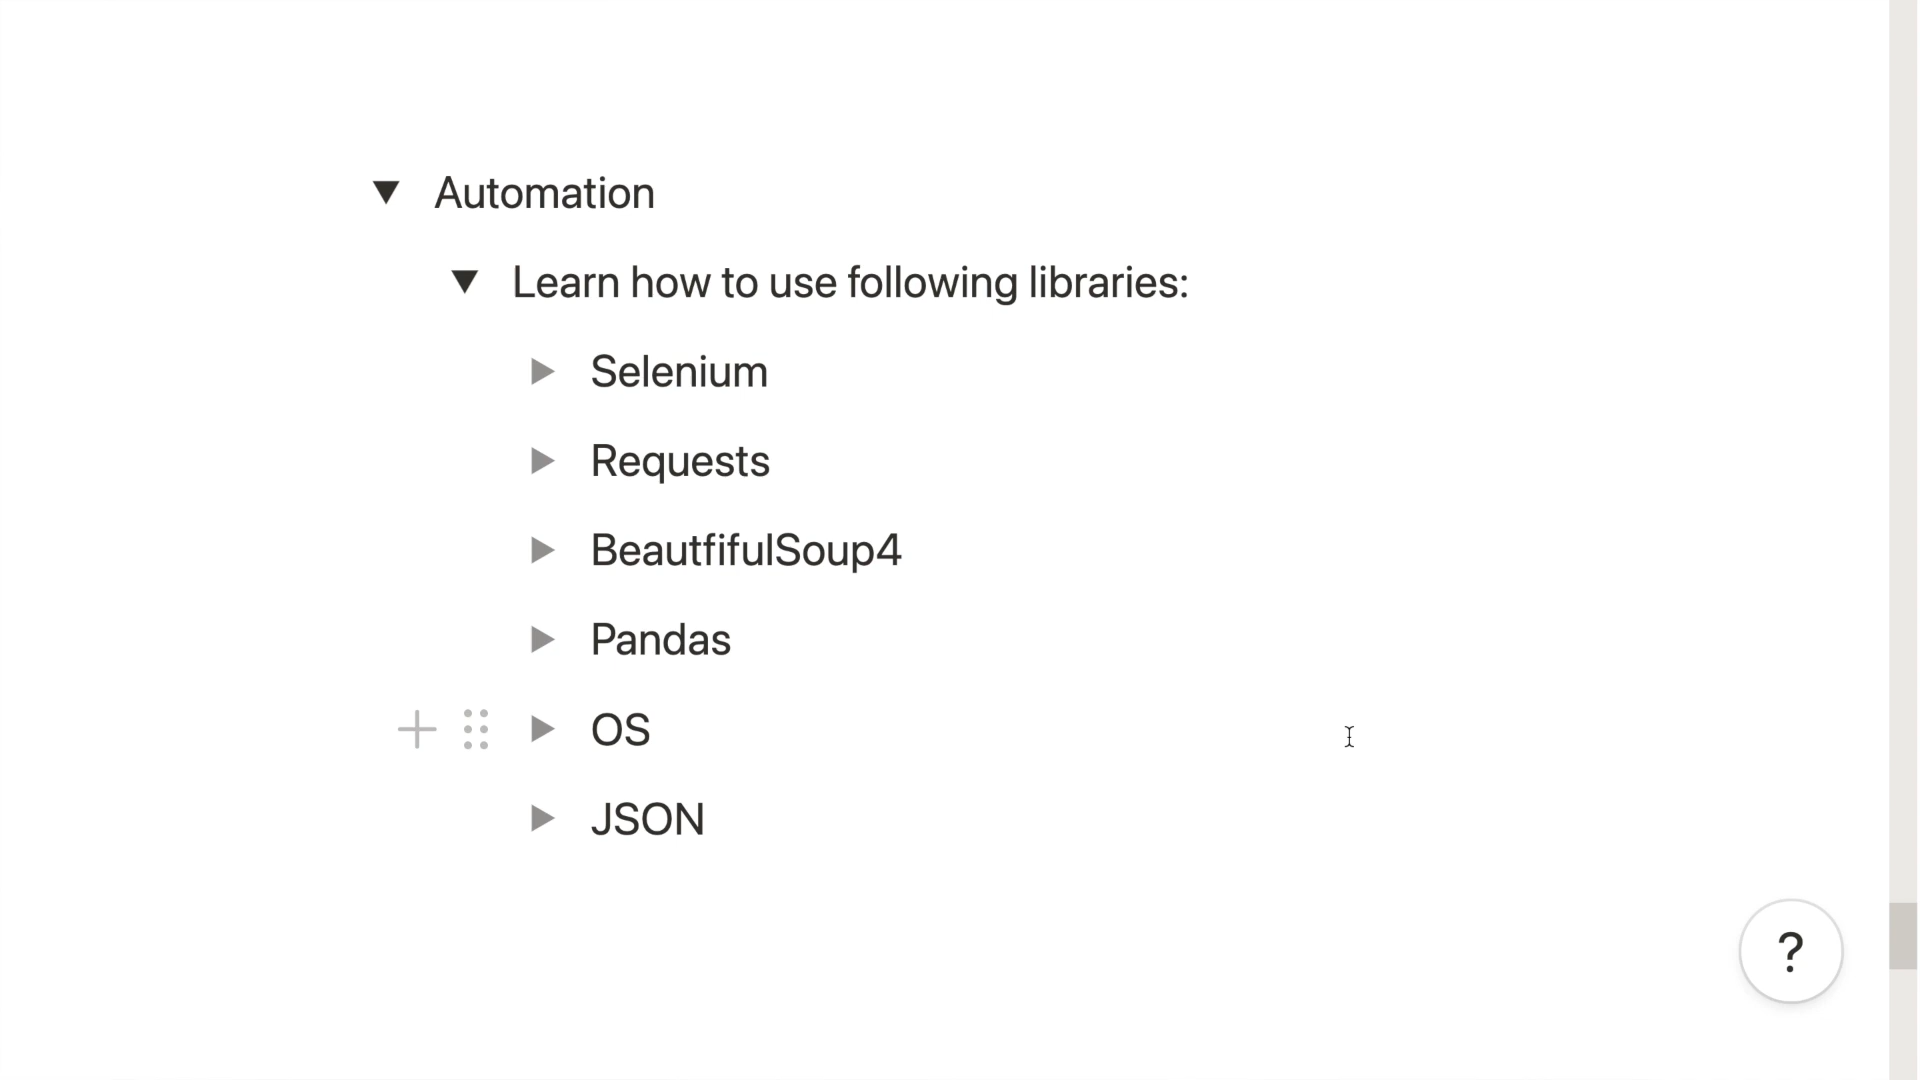 Automation
Learn how to use following libraries:
Selenium
Requests
BeautfifulSoup4
Pandas
OS
JSON
?